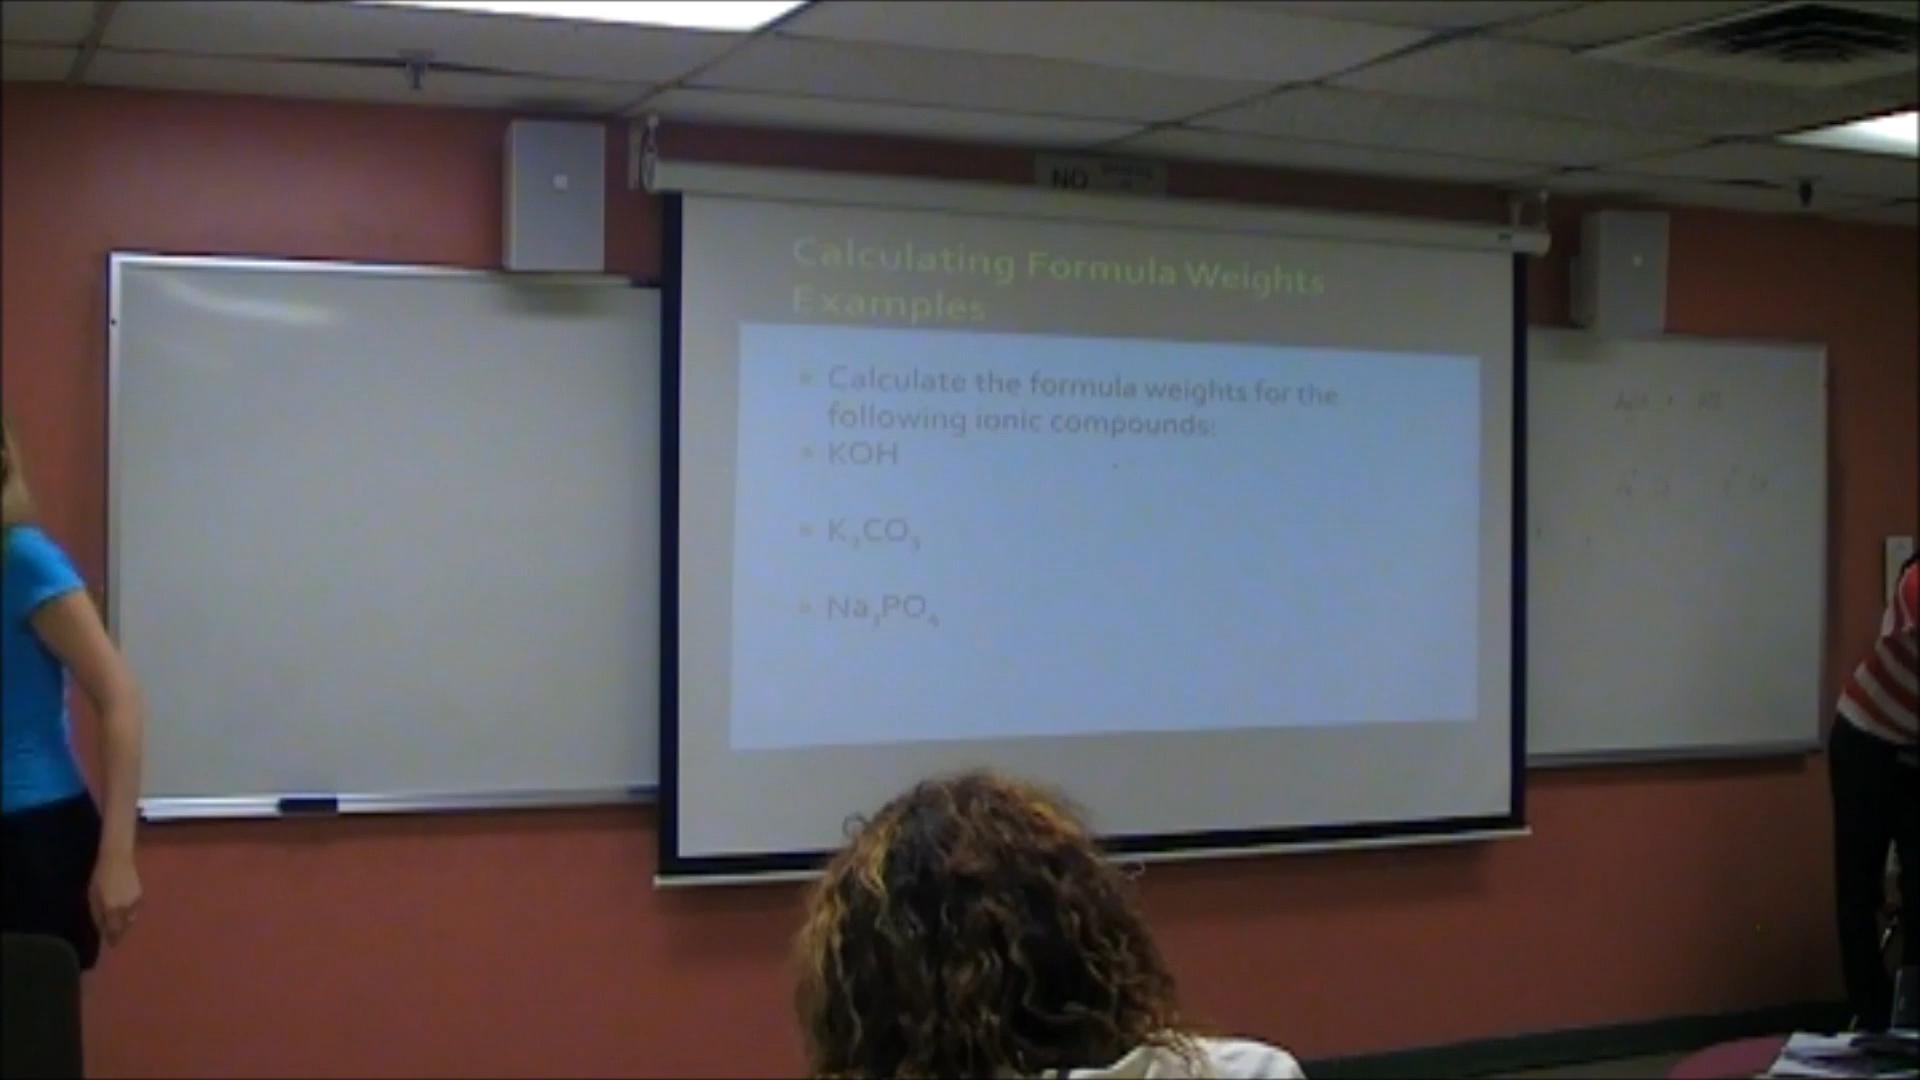 NO
Calculating Formula Weights
Examples
Calculate the formula weights for the
following ionic compounds:
KOH
K₂CO₃
Na₃PO₄